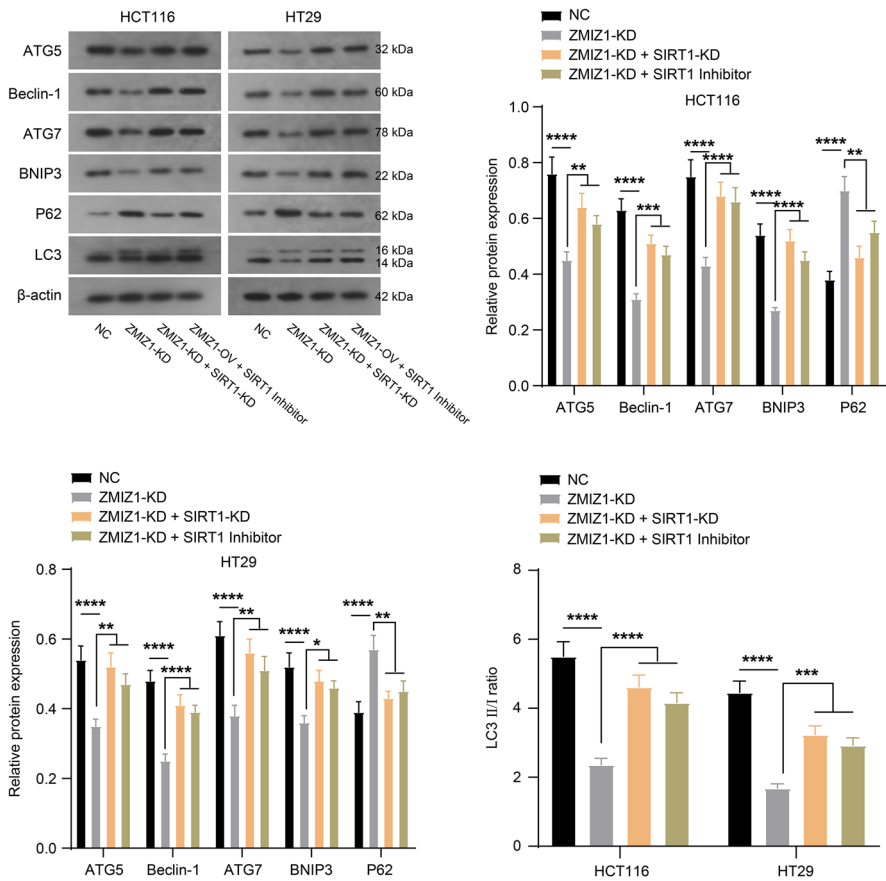 HCT116 HT29
ATG5 32 kDa
Beclin-1 60 kDa
ATG7 78 kDa
BNIP3 22 kDa
P62 62 kDa
LC3 16 kDa
14 kDa
β-actin 42 kDa
NC ZMIZ1-KD ZMIZ1-KD + SIRT1-KD ZMIZ1-OV + SIRT1 Inhibitor NC ZMIZ1-KD ZMIZ1-KD + SIRT1-KD ZMIZ1-OV + SIRT1 Inhibitor
NC
ZMIZ1-KD
ZMIZ1-KD + SIRT1-KD
ZMIZ1-KD + SIRT1 Inhibitor
HCT116
Relative protein expression
1.0
0.8
0.6
0.4
0.2
0.0
**** ** **** *** **** **** **** **** **** **
ATG5 Beclin-1 ATG7 BNIP3 P62
NC
ZMIZ1-KD
ZMIZ1-KD + SIRT1-KD
ZMIZ1-KD + SIRT1 Inhibitor
HT29
Relative protein expression
0.8
0.6
0.4
0.2
0.0
**** ** **** **** **** ** **** * **** **
ATG5 Beclin-1 ATG7 BNIP3 P62
NC
ZMIZ1-KD
ZMIZ1-KD + SIRT1-KD
ZMIZ1-KD + SIRT1 Inhibitor
LC3 II/I ratio
8
6
4
2
0
**** **** **** ***
HCT116 HT29